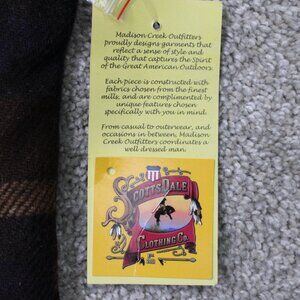 Madison Creek Outfitters
proudly designs garments that
reflect a sense of style and
quality that captures the Spirit
of the Great American Outdoors.
Each piece is constructed with
fabrics chosen from the finest
mills, and are complimented by
unique features chosen
specifically with you in mind.
From casual to outerwear, and
occasions in between, Madison
Creek Outfitters coordinates a
well dressed man.
SCOTTSDALE
CLOTHING CO.